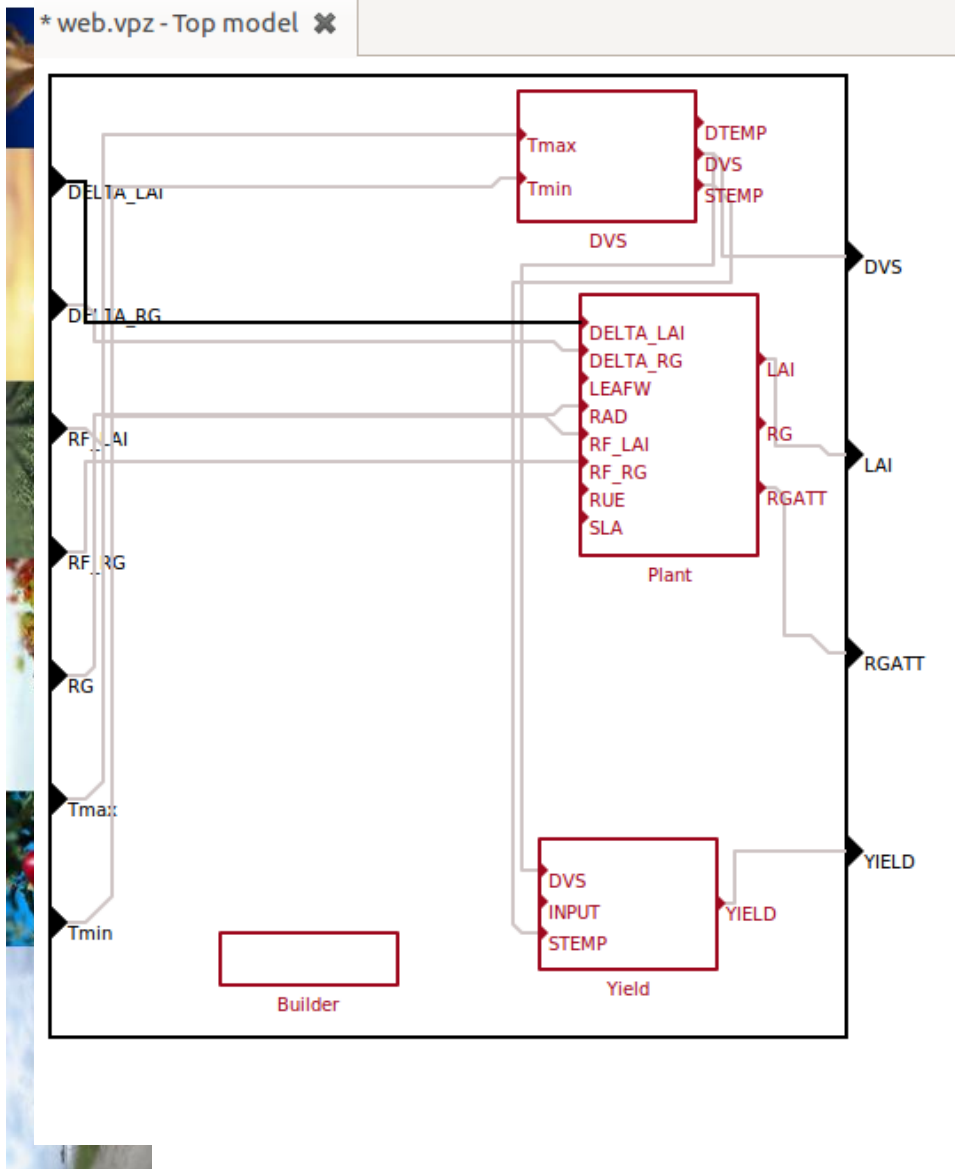 * web.vpz - Top model ✖
DELTA_LAI
DELTA_RG
RF_LAI
RF_RG
RG
Tmax
Tmin
Tmax
Tmin
DTEMP
DVS
STEMP
DVS
DELTA_LAI
DELTA_RG
LEAFW
RAD
RF_LAI
RF_RG
RUE
SLA
LAI
RG
RGATT
Plant
DVS
INPUT
STEMP
YIELD
Yield
Builder
DVS
LAI
RGATT
YIELD